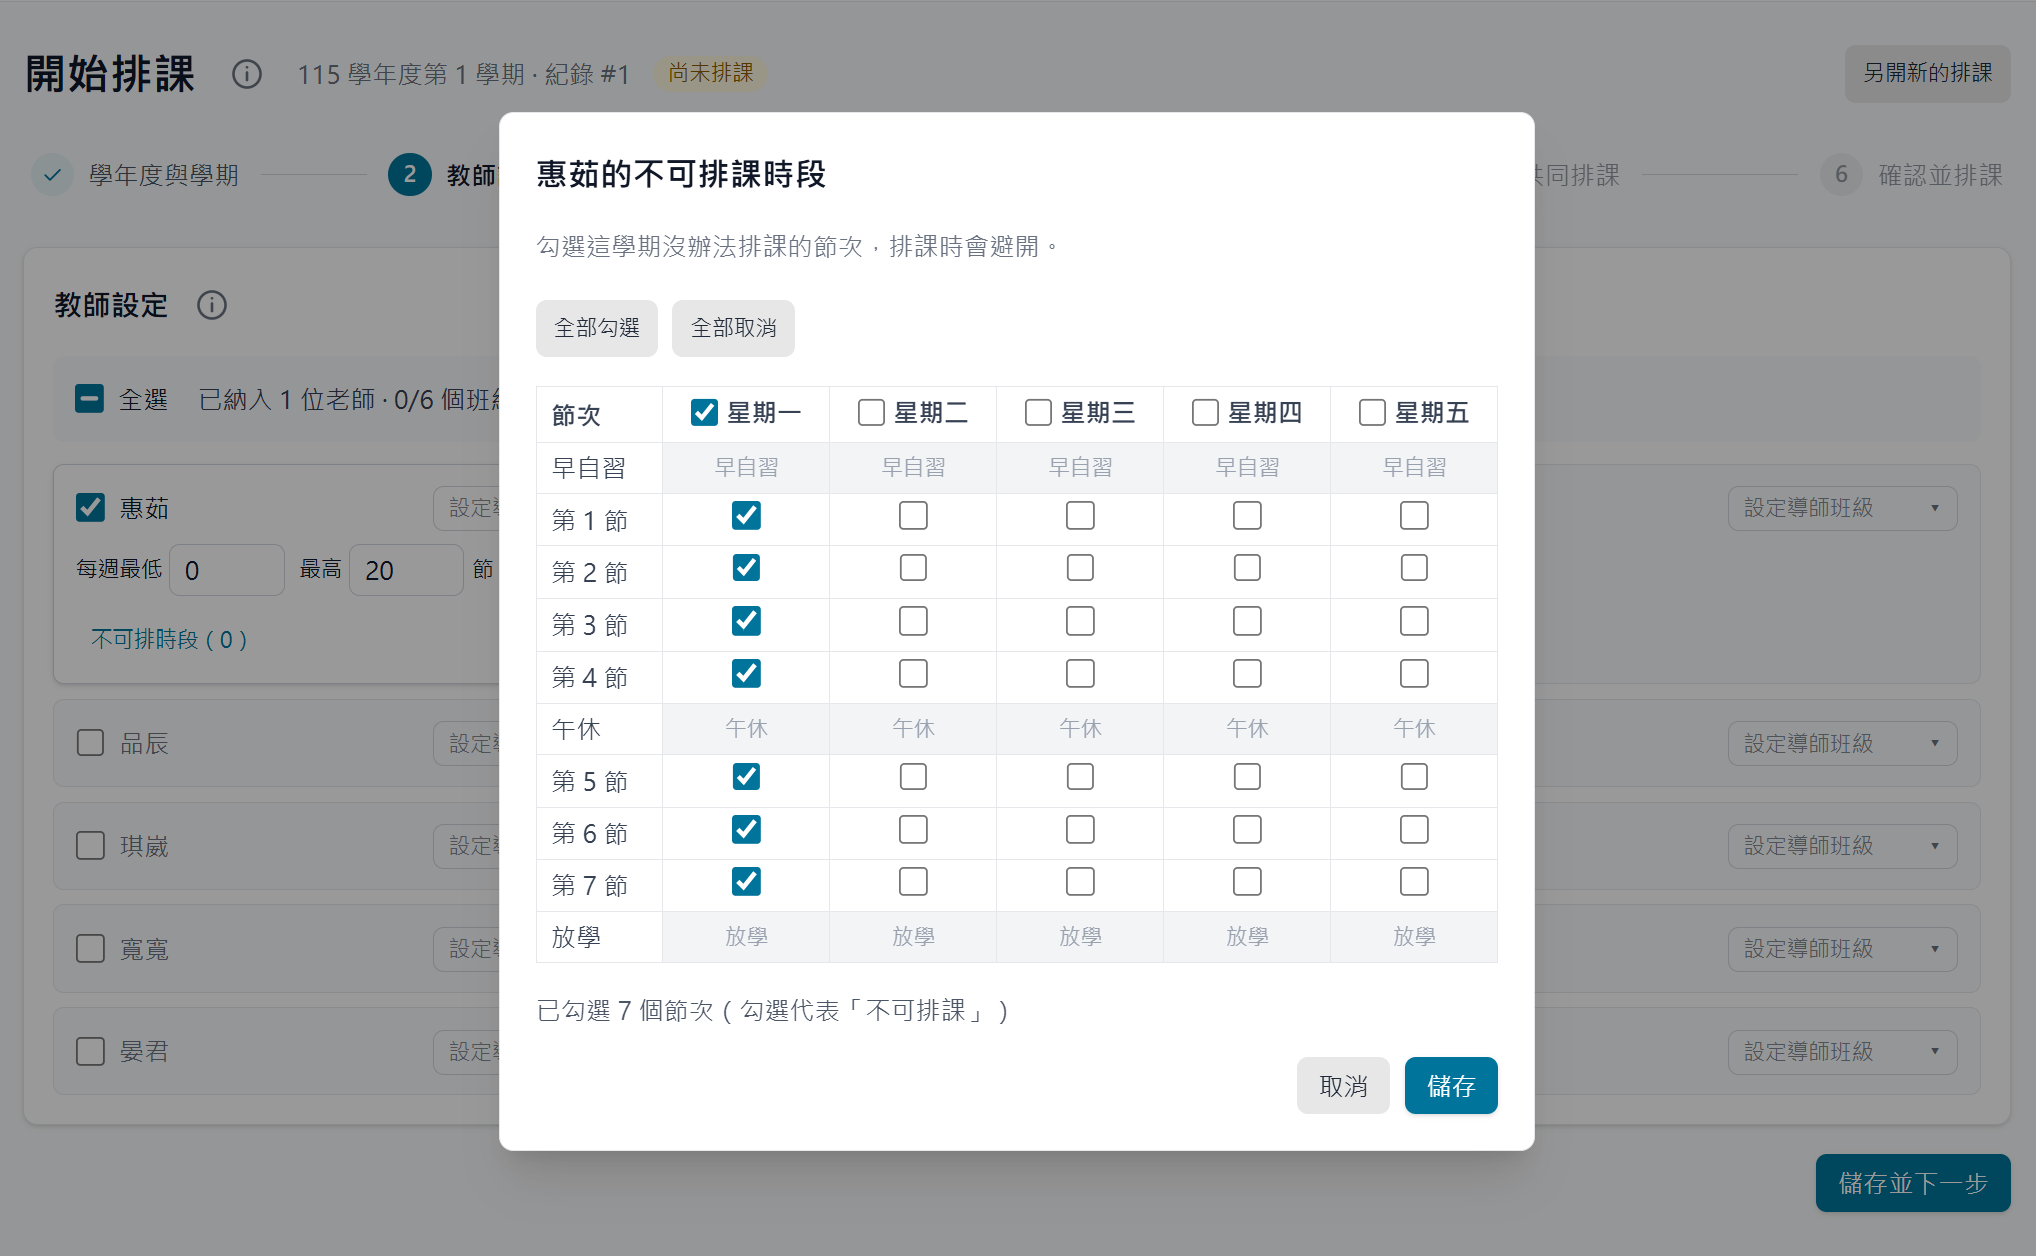 開始排課 115 學年度第 1 學期 · 紀錄 #1 尚未排課 另開新的排課
學年度與學期 2 教師 共同排課 6 確認並排課
教師設定
全選 已納入 1 位老師 · 0/6 個班級
惠茹 設定 設定導師班級
每週最低 0 最高 20 節
不可排時段 ( 0 )
品辰 設定 設定導師班級
琪崴 設定 設定導師班級
寬寬 設定 設定導師班級
晏君 設定 設定導師班級
儲存並下一步
惠茹的不可排課時段
勾選這學期沒辦法排課的節次，排課時會避開。
全部勾選 全部取消
節次 星期一 星期二 星期三 星期四 星期五
早自習 早自習 早自習 早自習 早自習 早自習
第 1 節
第 2 節
第 3 節
第 4 節
午休 午休 午休 午休 午休 午休
第 5 節
第 6 節
第 7 節
放學 放學 放學 放學 放學 放學
已勾選 7 個節次 ( 勾選代表「不可排課」 )
取消 儲存